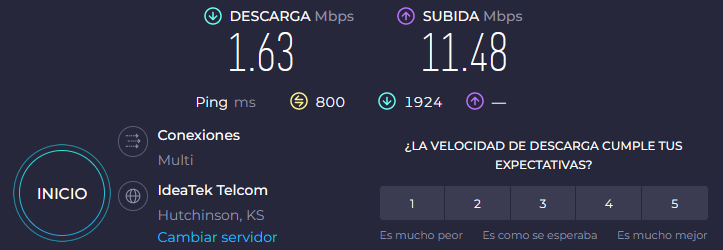 DESCARGA Mbps SUBIDA Mbps
1.63 11.48
Ping ms 800 1924 —
Conexiones
Multi
IdeaTek Telcom
Hutchinson, KS
Cambiar servidor
INICIO
¿LA VELOCIDAD DE DESCARGA CUMPLE TUS
EXPECTATIVAS?
1 2 3 4 5
Es mucho peor Es como se esperaba Es mucho mejor